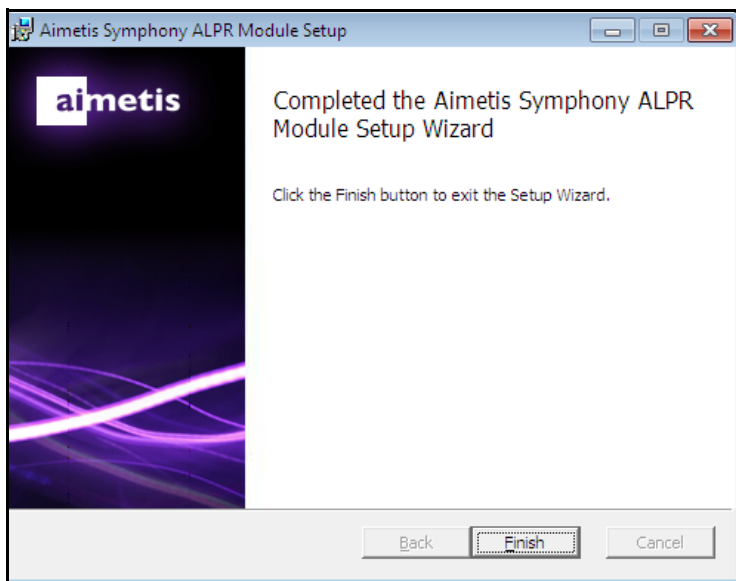 Aimetis Symphony ALPR Module Setup
aimetis
Completed the Aimetis Symphony ALPR
Module Setup Wizard
Click the Finish button to exit the Setup Wizard.
Back
Finish
Cancel